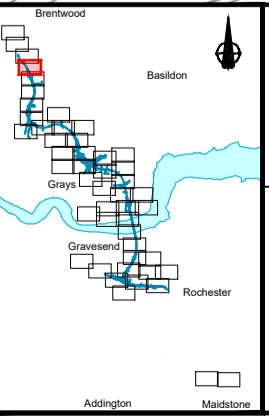 Brentwood
Basildon
Grays
Gravesend
Rochester
Addington
Maidstone